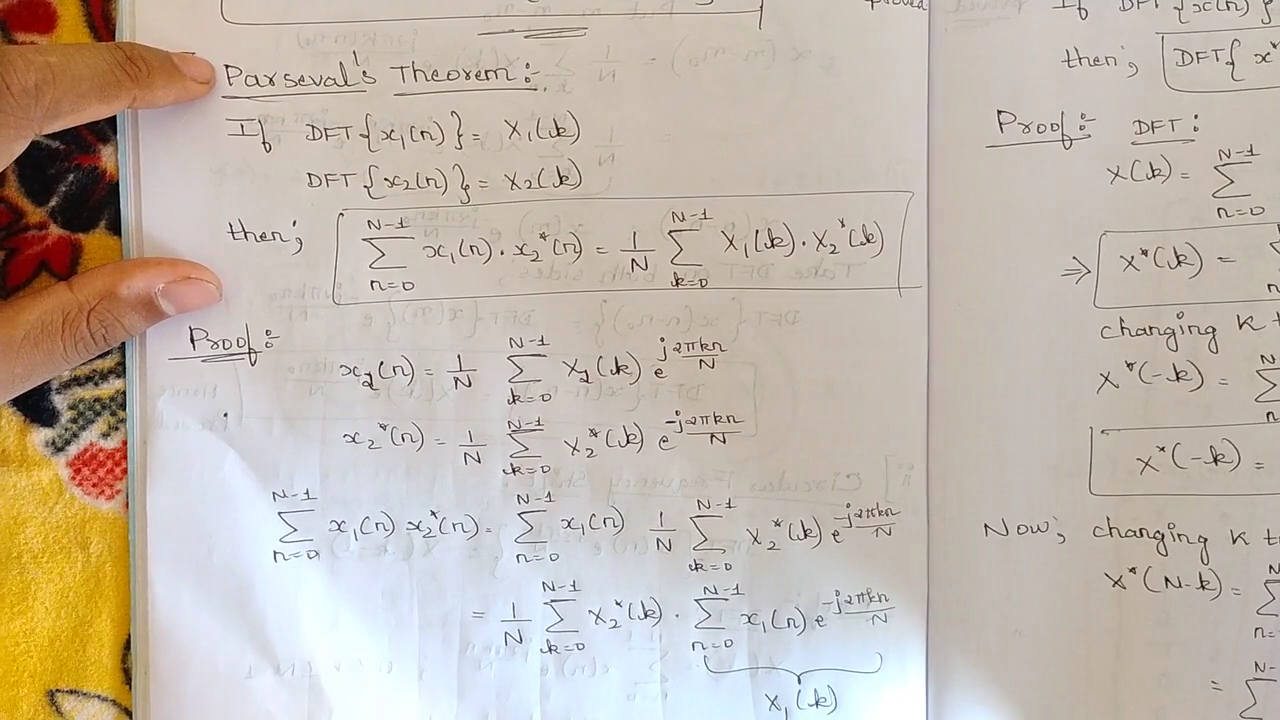 Parseval's Theorem :-
If DFT{x₁(n)} = X₁(k)
DFT{x₂(n)} = X₂(k)
then; ∑_{n=0}^{N-1} x₁(n) . x₂*(n) = 1/N ∑_{k=0}^{N-1} X₁(k) . X₂*(k)
Proof :-
x₂(n) = 1/N ∑_{k=0}^{N-1} X₂(k) e^{j2πkn/N}
x₂*(n) = 1/N ∑_{k=0}^{N-1} X₂*(k) e^{-j2πkn/N}
∑_{n=0}^{N-1} x₁(n) x₂*(n) = ∑_{n=0}^{N-1} x₁(n) 1/N ∑_{k=0}^{N-1} X₂*(k) e^{-j2πkn/N}
= 1/N ∑_{k=0}^{N-1} X₂*(k) . ∑_{n=0}^{N-1} x₁(n) e^{-j2πkn/N}
X₁(k)
If DFT{x(n)}
then; DFT{x*
Proof :- DFT :
X(k) = ∑_{n=0}^{N-1}
⇒ X*(k) =
changing k
X*(-k) =
X*(-k) =
Now; changing k
X*(N-k) =
=